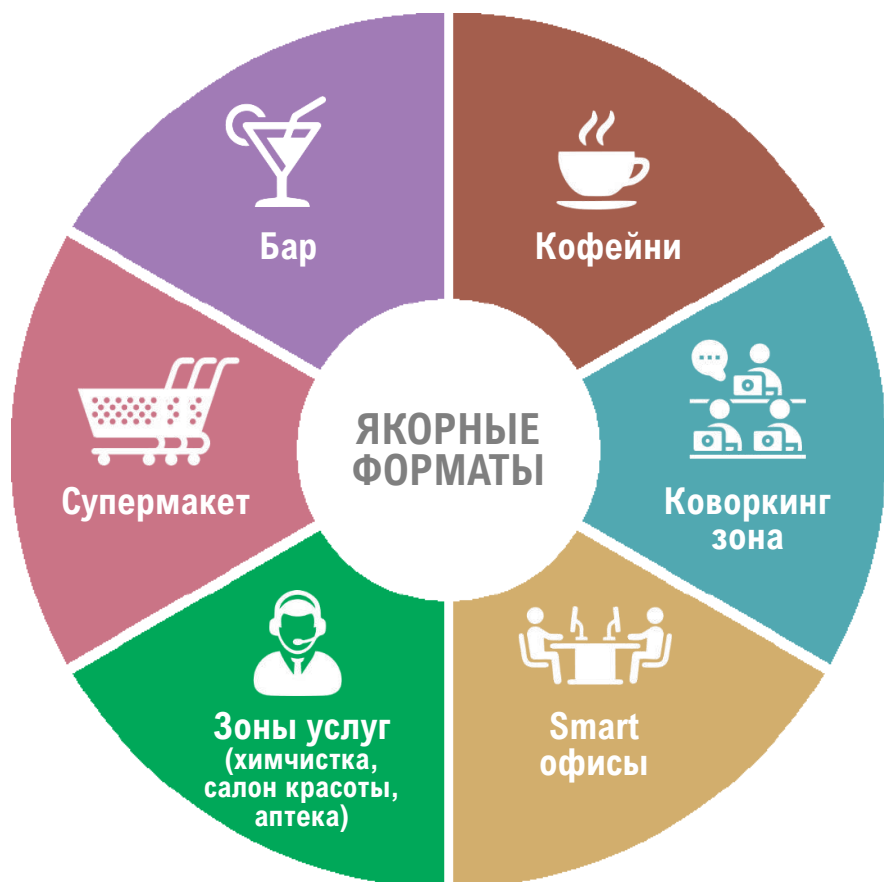 Бар
Кофейни
Супермакет
ЯКОРНЫЕ
ФОРМАТЫ
Коворкинг
зона
Зоны услуг
(химчистка,
салон красоты,
аптека)
Smart
офисы